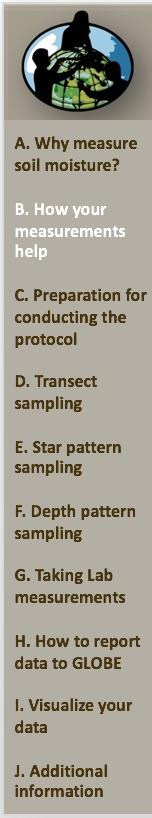 A. Why measure
soil moisture?
B. How your
measurements
help
C. Preparation for
conducting the
protocol
D. Transect
sampling
E. Star pattern
sampling
F. Depth pattern
sampling
G. Taking Lab
measurements
H. How to report
data to GLOBE
I. Visualize your
data
J. Additional
information